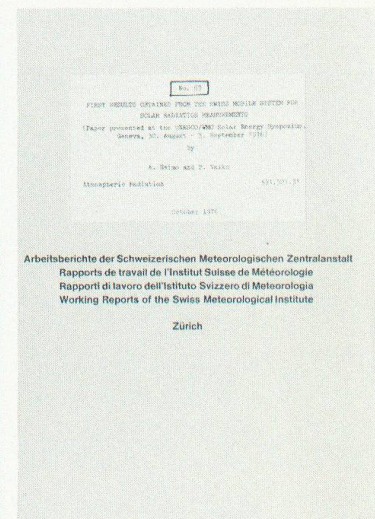 FIRST RESULTS OBTAINED FROM THE SWISS MOBILE SYSTEM FOR
SOLAR RADIATION MEASUREMENTS
(Paper presented at the UNESCO/WMO Solar Energy Symposium,
Geneva, 30. August - 3. September 1976)
by
A. and P. Valko
Atmospheric Radiation
October 1976
Arbeitsberichte der Schweizerischen Meteorologischen Zentralanstalt
Rapports de travail de l'Institut Suisse de Météorologie
Rapporti di lavoro dell'Istituto Svizzero di Meteorologia
Working Reports of the Swiss Meteorological Institute
Zürich